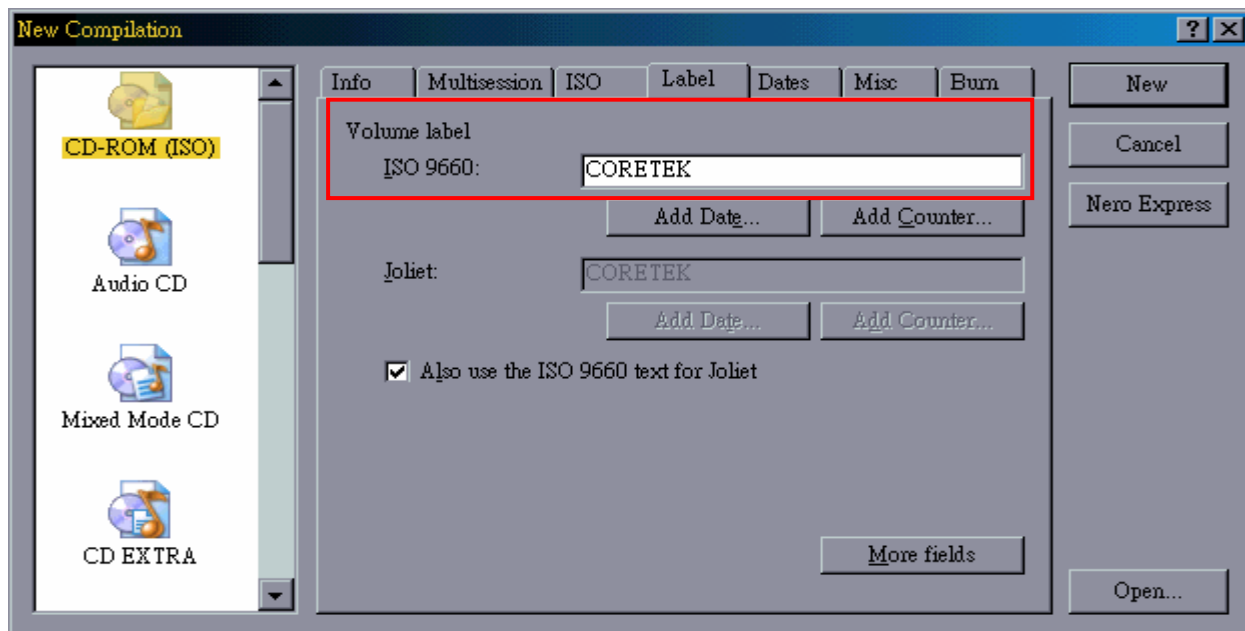 New Compilation
CD-ROM (ISO)
Audio CD
Mixed Mode CD
CD EXTRA
Info Multisession ISO Label Dates Misc Burn
Volume label
ISO 9660: CORETEK
Add Date... Add Counter...
Joliet: CORETEK
Add Date... Add Counter...
Also use the ISO 9660 text for Joliet
More fields
New
Cancel
Nero Express
Open...